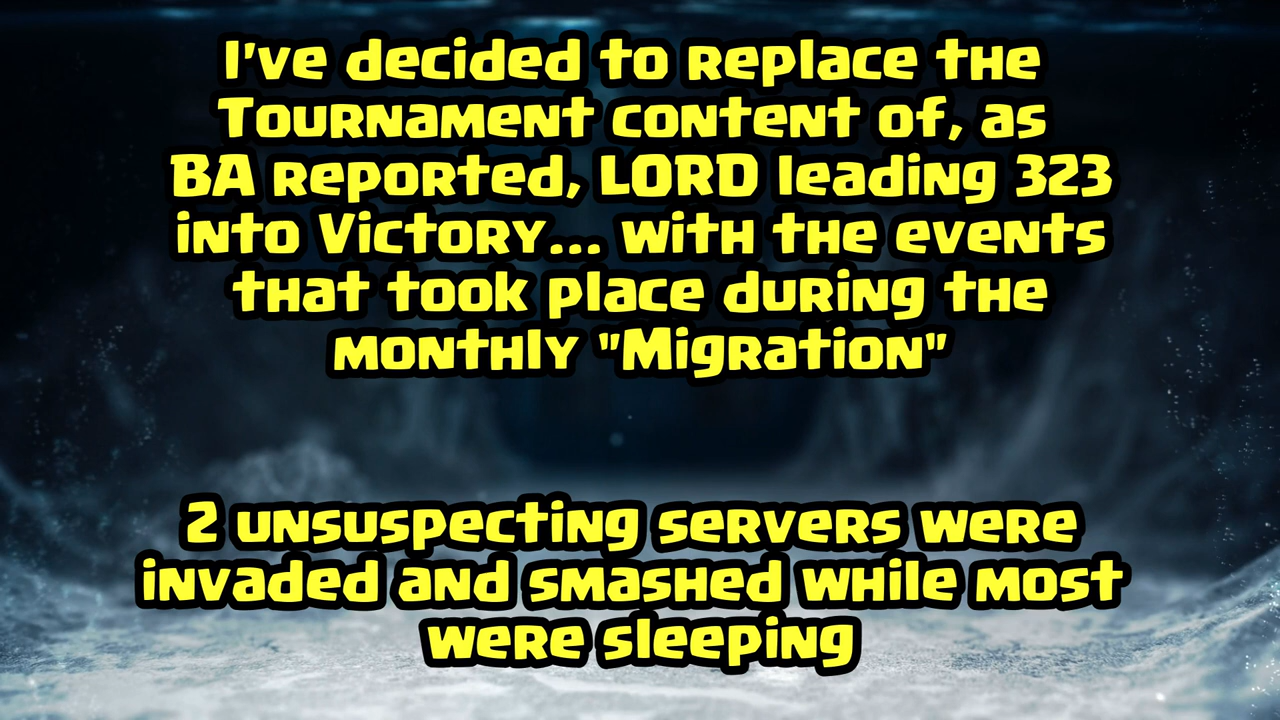 I've decided to replace the
Tournament content of, as
BA reported, LORD leading 323
into Victory... with the events
that took place during the
monthly "Migration"
2 unsuspecting servers were
invaded and smashed while most
were sleeping